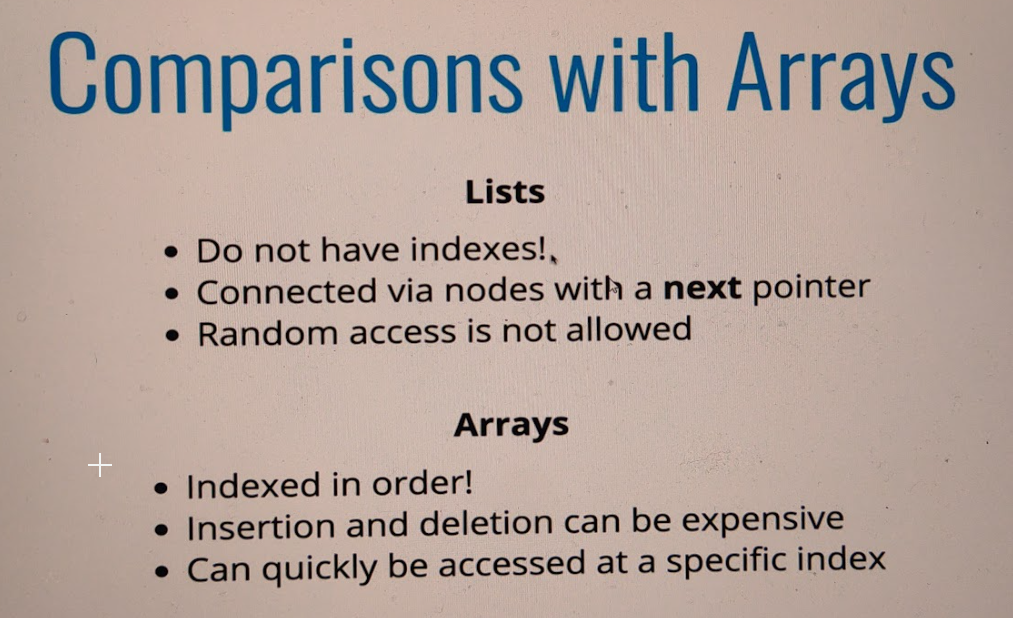 Comparisons with Arrays
Lists
• Do not have indexes!
• Connected via nodes with a next pointer
• Random access is not allowed
Arrays
• Indexed in order!
• Insertion and deletion can be expensive
• Can quickly be accessed at a specific index